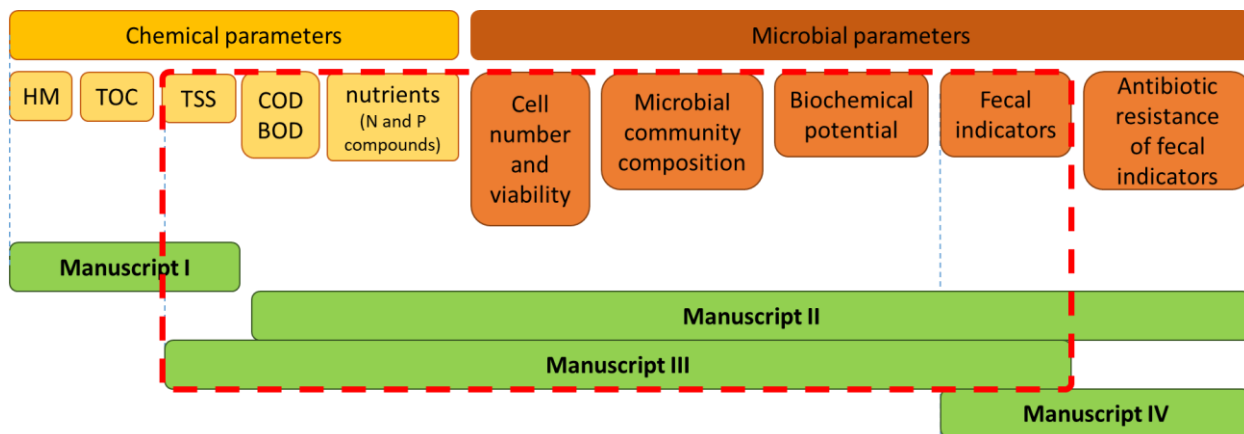 Chemical parameters
Microbial parameters
HM
TOC
TSS
COD
BOD
nutrients
(N and P
compounds)
Cell
number
and
viability
Microbial
community
composition
Biochemical
potential
Fecal
indicators
Antibiotic
resistance
of fecal
indicators
Manuscript I
Manuscript II
Manuscript III
Manuscript IV